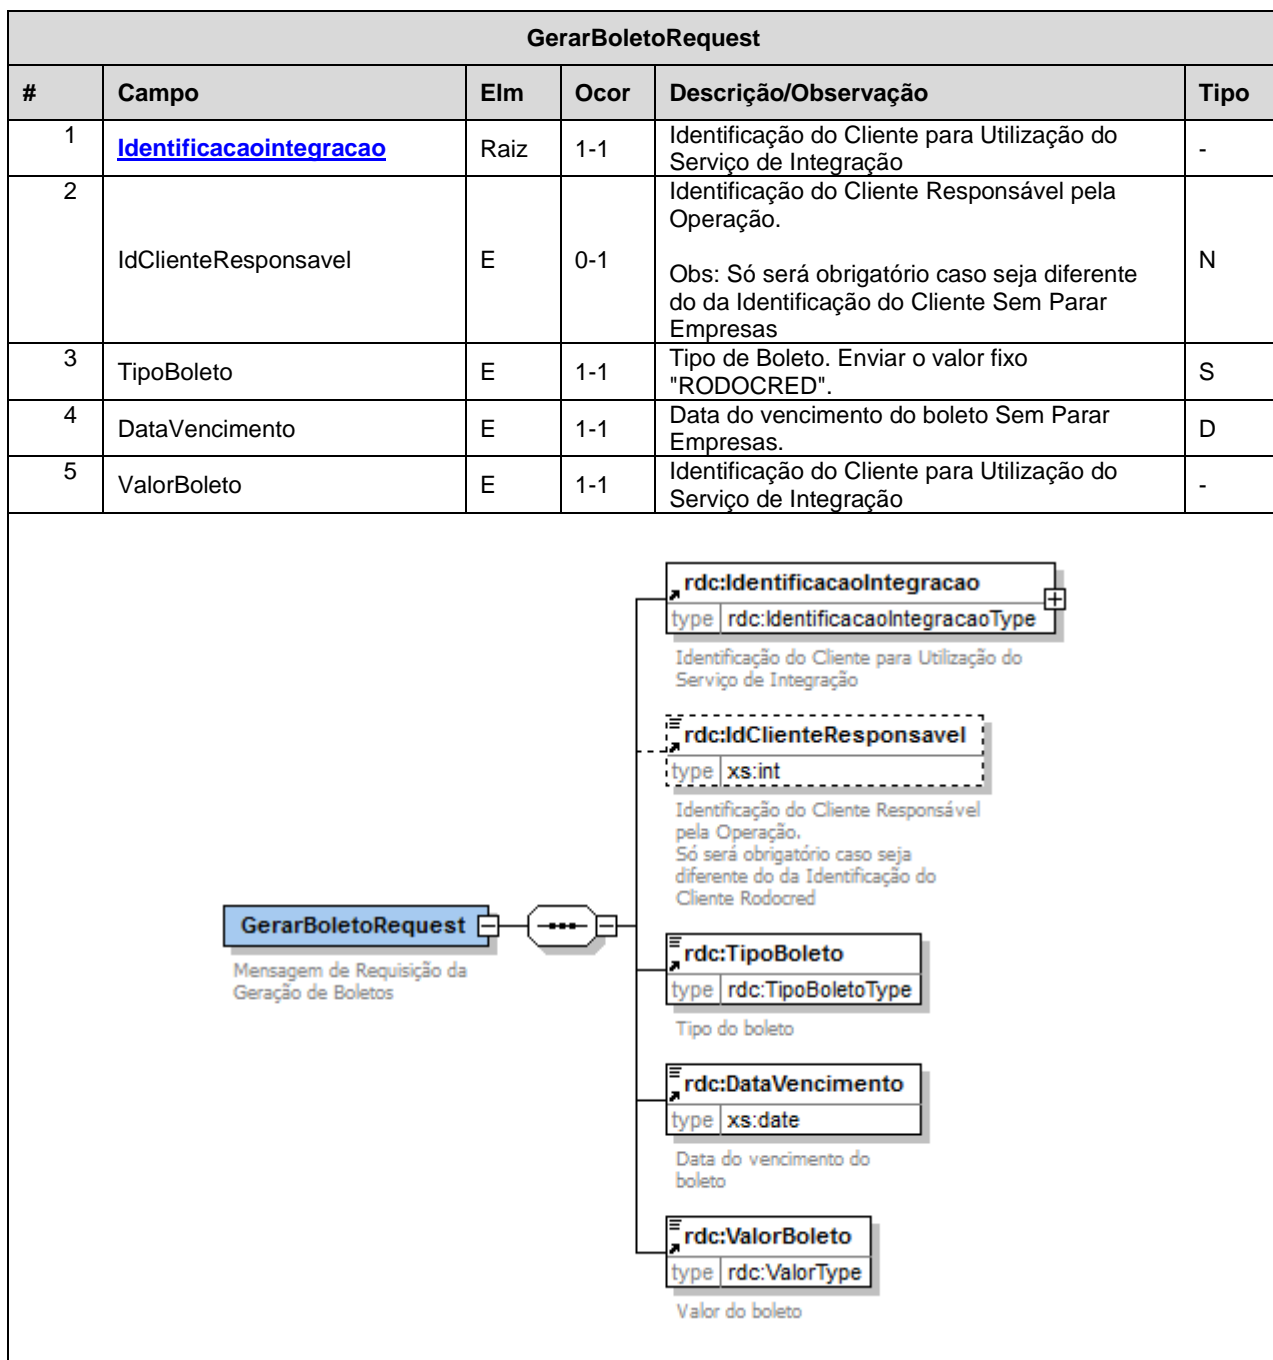 GerarBoletoRequest
# Campo Elm Ocor Descrição/Observação Tipo
1 Identificacaointegracao Raiz 1-1 Identificação do Cliente para Utilização do
Serviço de Integração -
2 IdClienteResponsavel E 0-1 Identificação do Cliente Responsável pela
Operação.
Obs: Só será obrigatório caso seja diferente
do da Identificação do Cliente Sem Parar
Empresas N
3 TipoBoleto E 1-1 Tipo de Boleto. Enviar o valor fixo
"RODOCRED". S
4 DataVencimento E 1-1 Data do vencimento do boleto Sem Parar
Empresas. D
5 ValorBoleto E 1-1 Identificação do Cliente para Utilização do
Serviço de Integração -
rdc:IdentificacaoIntegracao
type rdc:IdentificacaoIntegracaoType
Identificação do Cliente para Utilização do
Serviço de Integração
rdc:IdClienteResponsavel
type xs:int
Identificação do Cliente Responsável
pela Operação.
Só será obrigatório caso seja
diferente do da Identificação do
Cliente Rodocred
GerarBoletoRequest
Mensagem de Requisição da
Geração de Boletos
rdc:TipoBoleto
type rdc:TipoBoletoType
Tipo do boleto
rdc:DataVencimento
type xs:date
Data do vencimento do
boleto
rdc:ValorBoleto
type rdc:ValorType
Valor do boleto